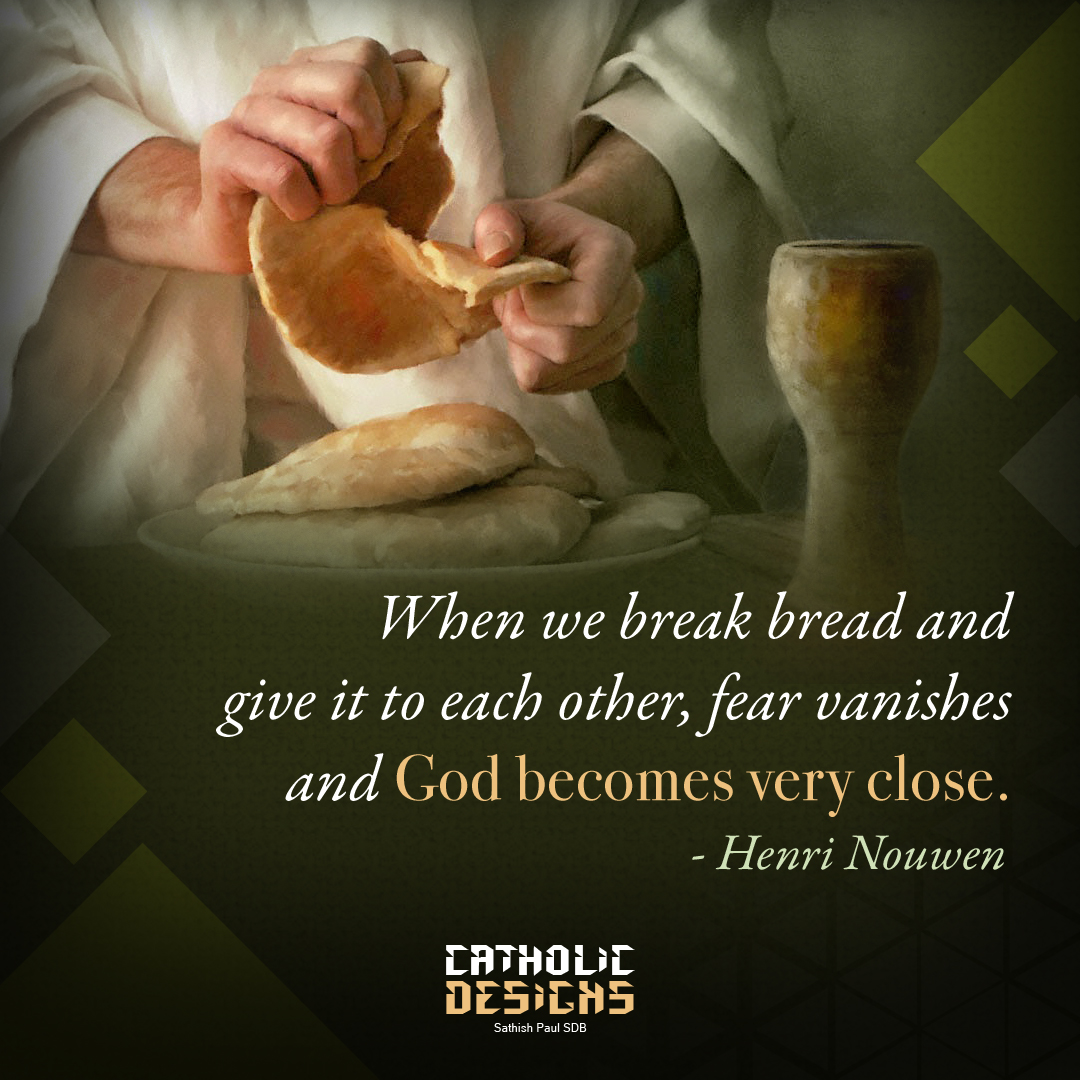 When we break bread and
give it to each other, fear vanishes
and God becomes very close.
- Henri Nouwen
CATHOLIC
DESIGNS
Sathish Paul SDB